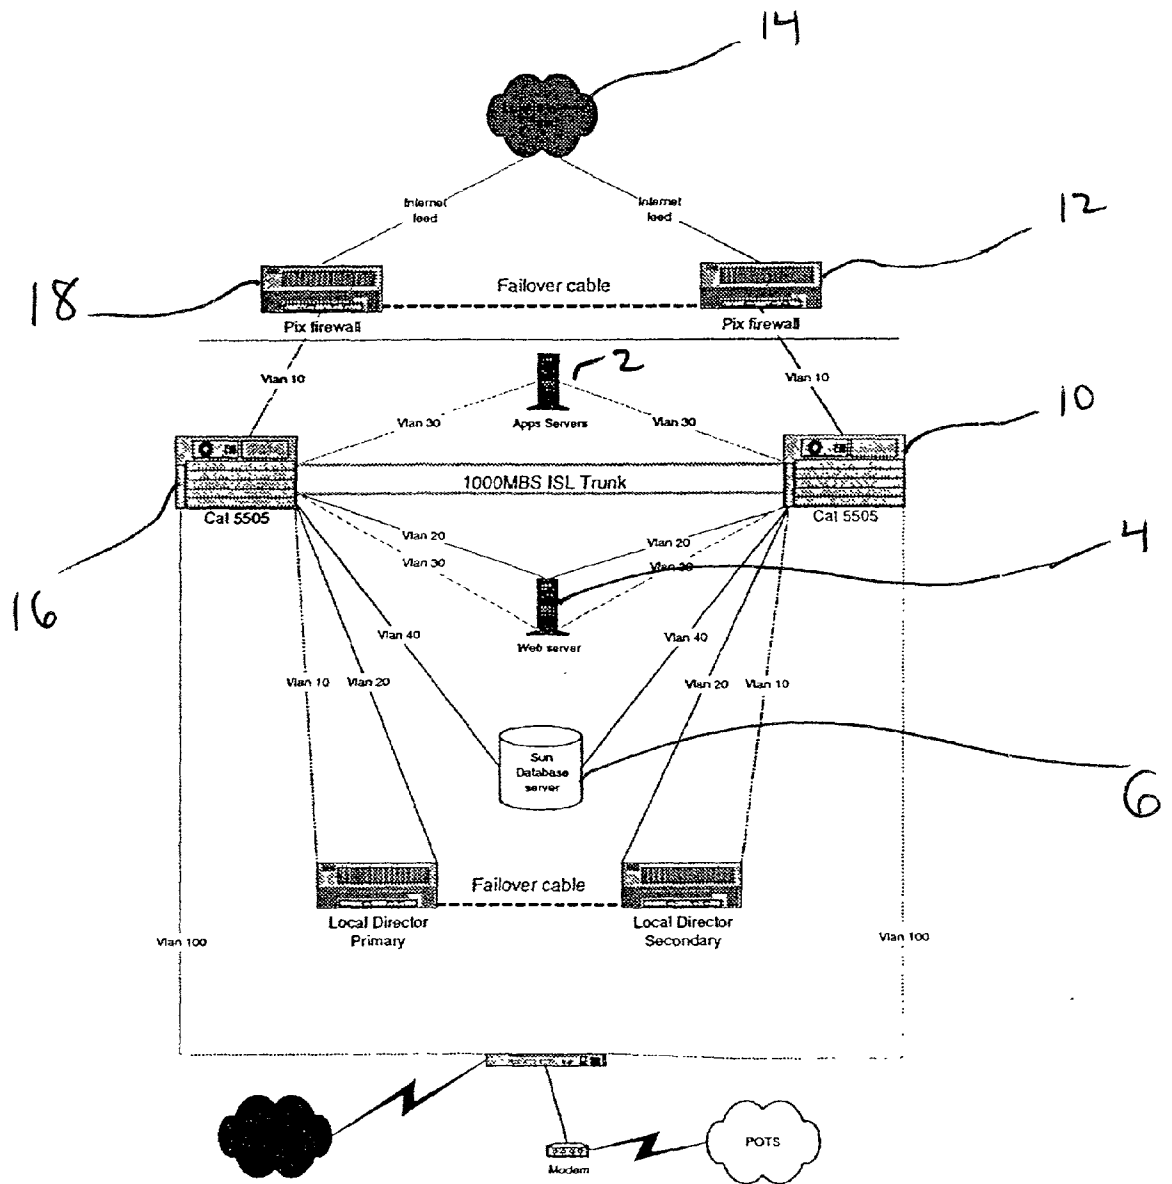 14
Internet
feed
Internet
feed
12
18
Failover cable
Pix firewall
Pix firewall
2
Vlan 10
Vlan 10
10
Vlan 30
Apps Servers
Vlan 30
1000MBS ISL Trunk
Cat 5505
Cat 5505
Vlan 20
Vlan 20
4
Vlan 30
Vlan 30
16
Vlan 40
Web server
Vlan 40
Vlan 10
Vlan 20
Vlan 20
Vlan 10
Sun
Database
server
6
Failover cable
Local Director
Primary
Local Director
Secondary
Vlan 100
Vlan 100
POTS
Modem